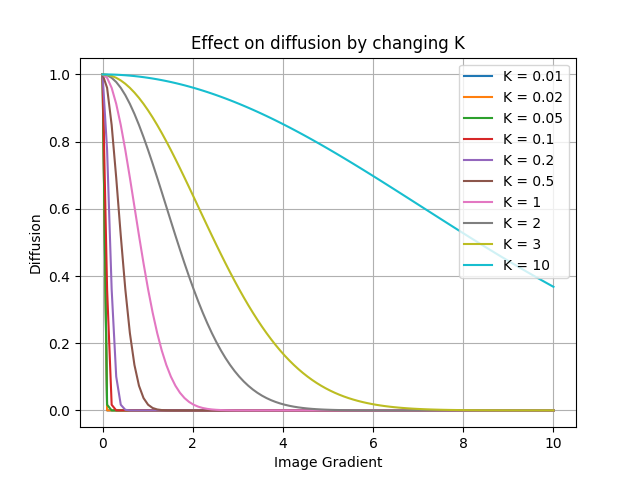 Effect on diffusion by changing K
1.0
0.8
0.6
0.4
0.2
0.0
Diffusion
K = 0.01
K = 0.02
K = 0.05
K = 0.1
K = 0.2
K = 0.5
K = 1
K = 2
K = 3
K = 10
0 2 4 6 8 10
Image Gradient